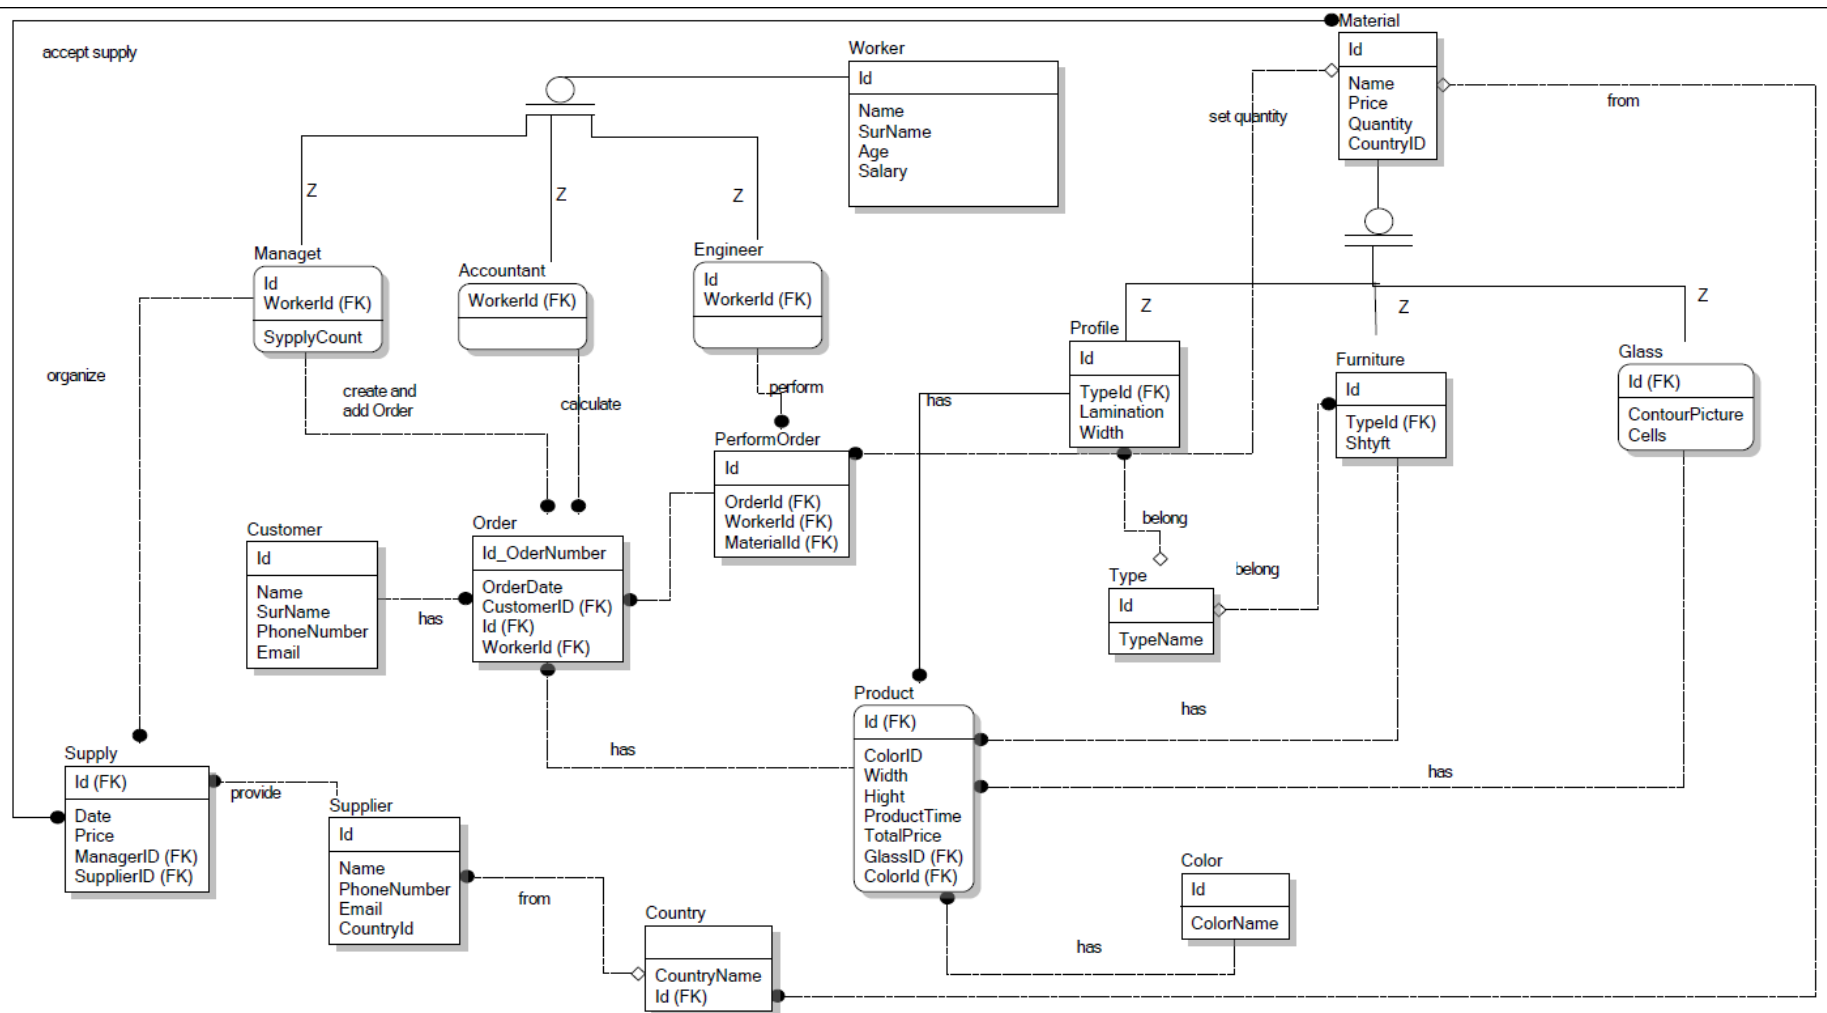 accept supply
Material
Id
Name
Price
Quantity
CountryID
from
set quantity
Worker
Id
Name
SurName
Age
Salary
Z
Z
Z
Managet
Id
WorkerId (FK)
SypplyCount
Accountant
WorkerId (FK)
Engineer
Id
WorkerId (FK)
Z
Z
Z
Profile
Id
TypeId (FK)
Lamination
Width
Furniture
Id
TypeId (FK)
Shtyft
Glass
Id (FK)
ContourPicture
Cells
organize
create and
add Order
calculate
perform
has
PerformOrder
Id
OrderId (FK)
WorkerId (FK)
MaterialId (FK)
belong
belong
Type
Id
TypeName
Customer
Id
Name
SurName
PhoneNumber
Email
has
Order
Id_OderNumber
OrderDate
CustomerID (FK)
Id (FK)
WorkerId (FK)
has
has
has
Product
Id (FK)
ColorID
Width
Hight
ProductTime
TotalPrice
GlassID (FK)
ColorId (FK)
Supply
Id (FK)
Date
Price
ManagerID (FK)
SupplierID (FK)
provide
Supplier
Id
Name
PhoneNumber
Email
CountryId
from
Country
CountryName
Id (FK)
has
Color
Id
ColorName